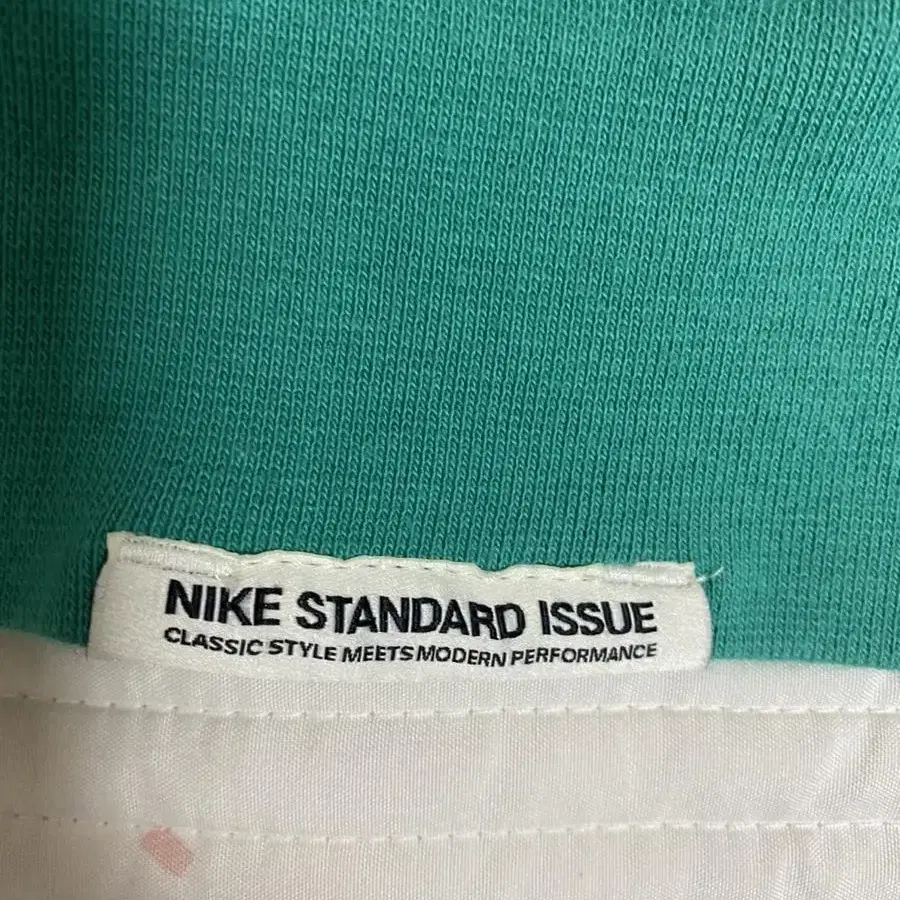 NIKE STANDARD ISSUE
CLASSIC STYLE MEETS MODERN PERFORMANCE